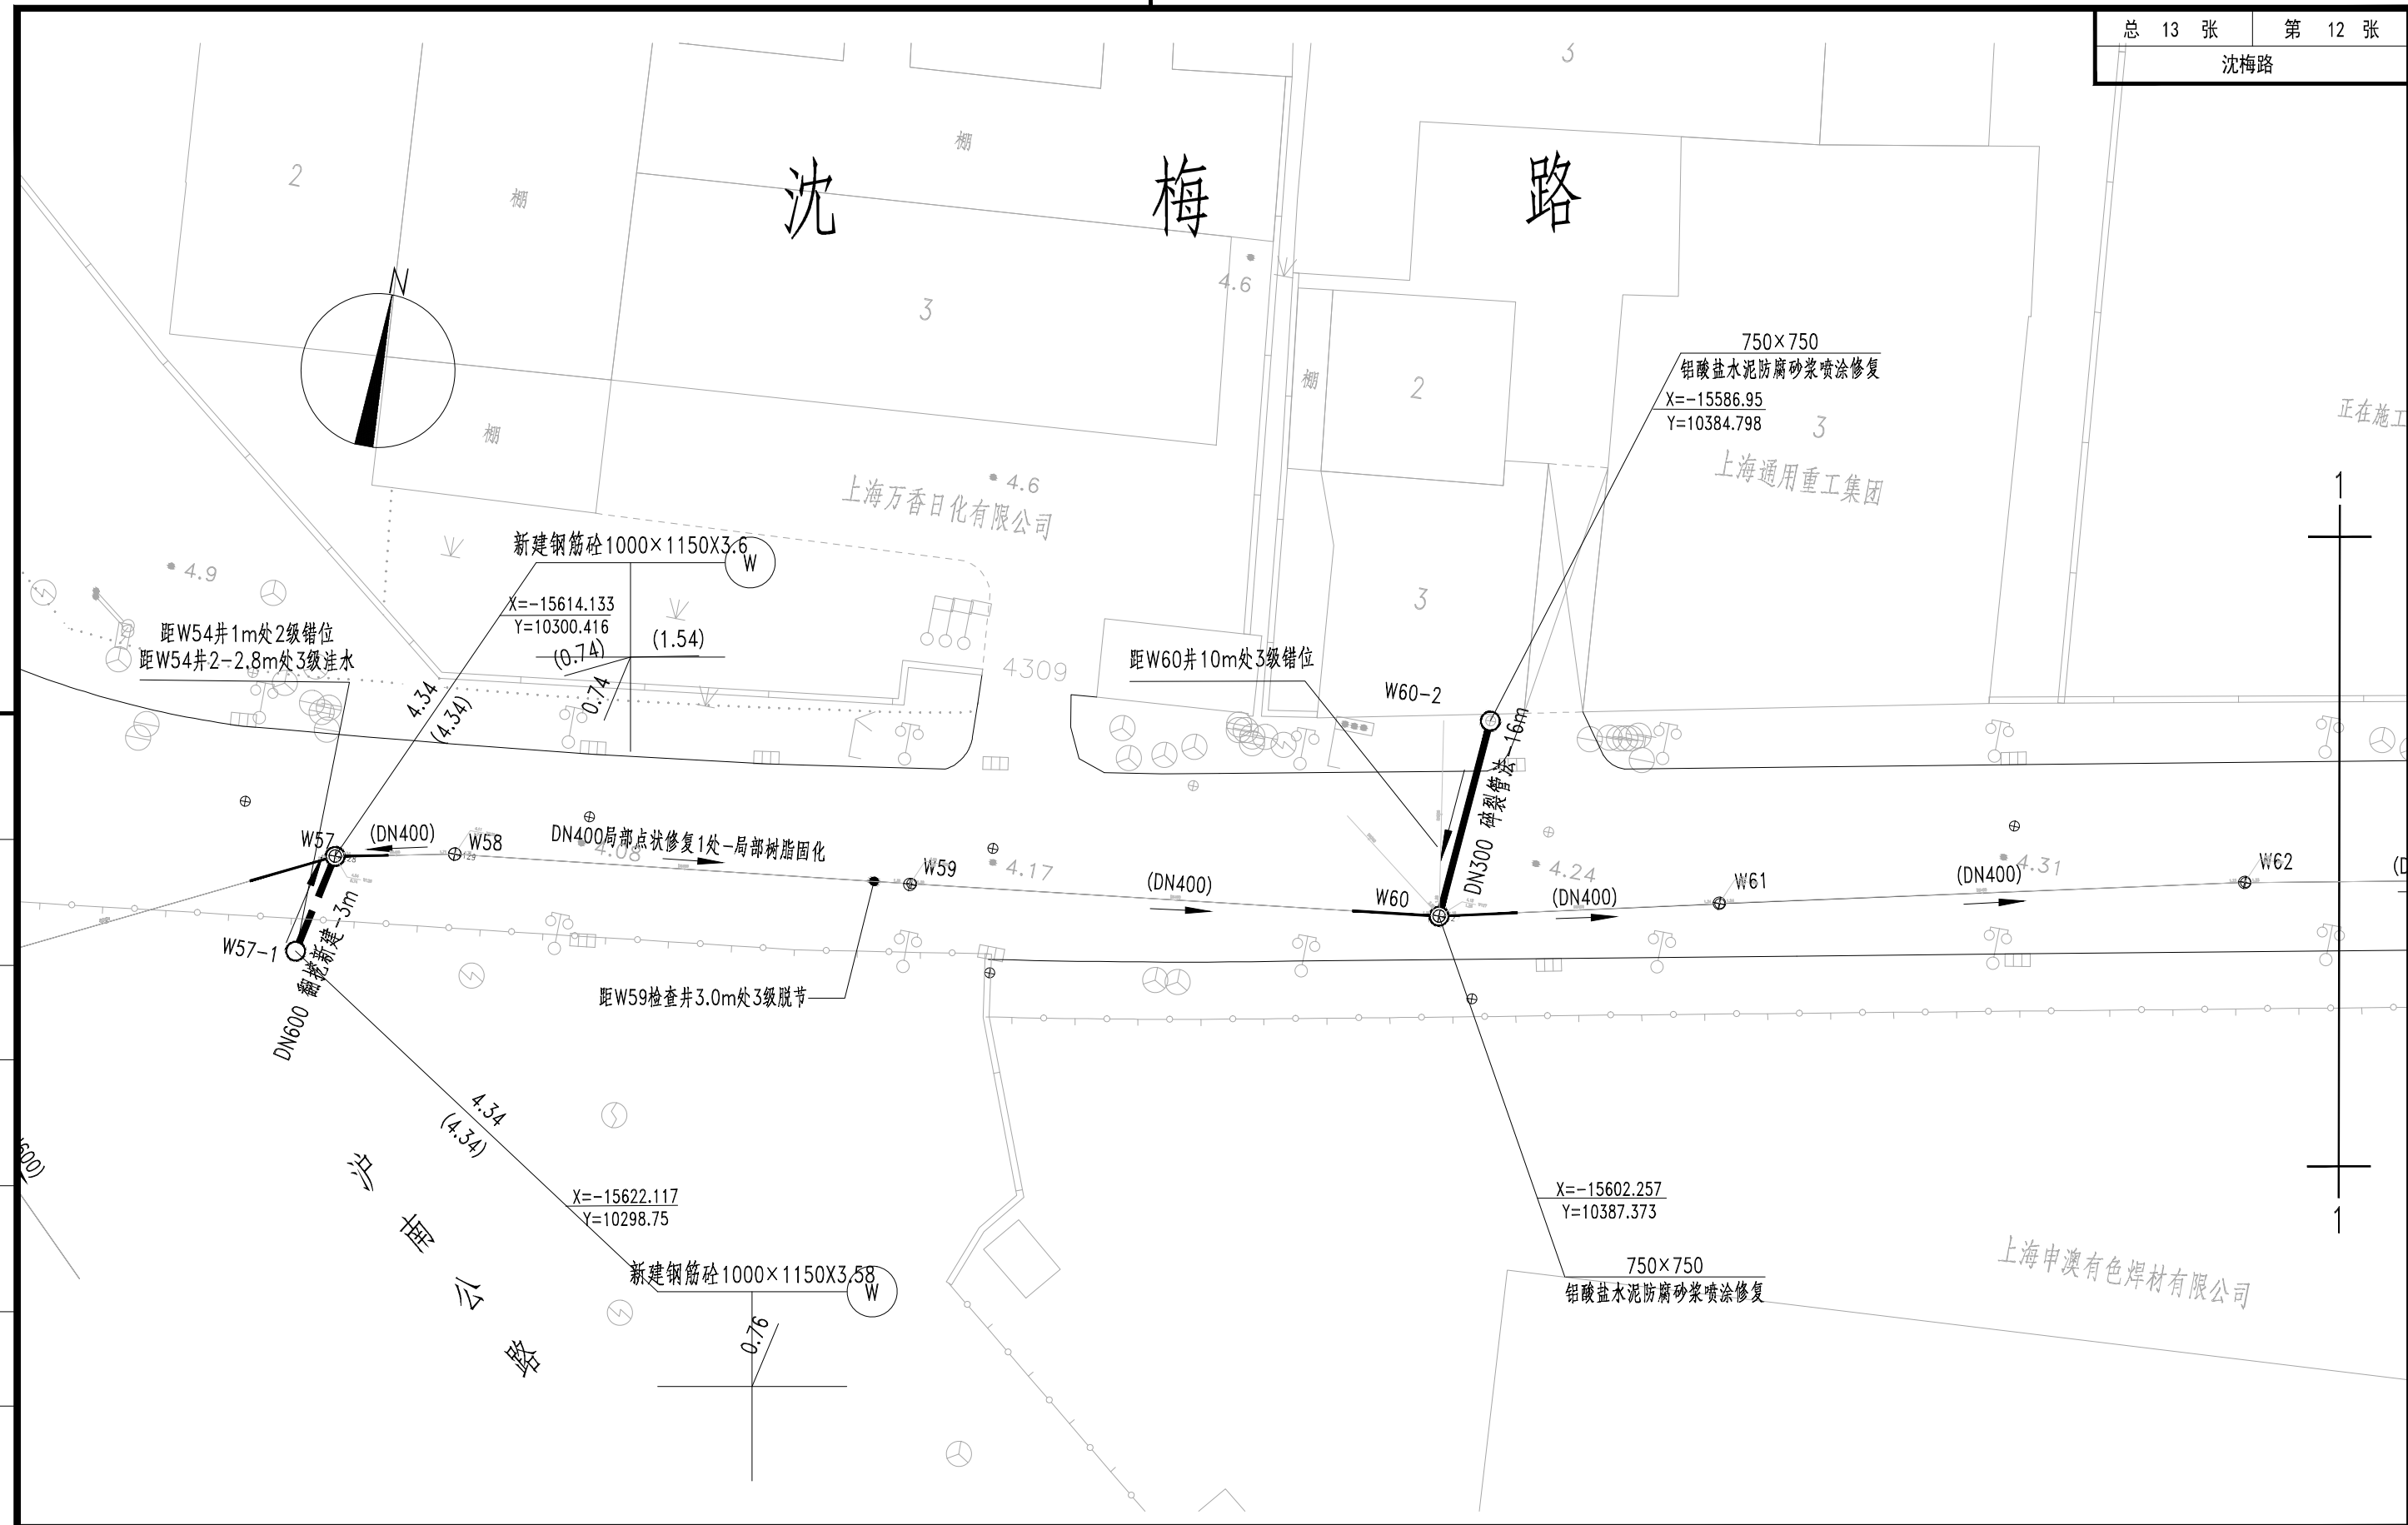 总 13 张 第 12 张
沈梅路
3
2
棚
棚
沈 梅 路
N
3
4.6
750×750
铝酸盐水泥防腐砂浆喷涂修复
X=-15586.95
Y=10384.798
棚
2
3
正在施工
棚
上海通用重工集团
4.6
上海万香日化有限公司
1
新建钢筋砼1000×1150X3.6
W
4.9
X=-15614.133
Y=10300.416
3
距W54井1m处2级错位
距W54井2-2.8m处3级洼水
(0.74)
(1.54)
0.74
4309
距W60井10m处3级错位
W60-2
4.34
(4.34)
DN300 碎裂管法-16m
W57
(DN400)
W58
DN400局部点状修复1处-局部树脂固化
4.08
W59
4.17
(DN400)
W60
4.24
(DN400)
W61
(DN400)
4.31
W62
W57-1
DN600 翻挖新建-3m
距W59检查井3.0m处3级脱节
4.34
(4.34)
600)
沪南公路
X=-15622.117
Y=10298.75
X=-15602.257
Y=10387.373
1
新建钢筋砼1000×1150X3.58
W
750×750
铝酸盐水泥防腐砂浆喷涂修复
上海申澳有色焊材有限公司
0.76